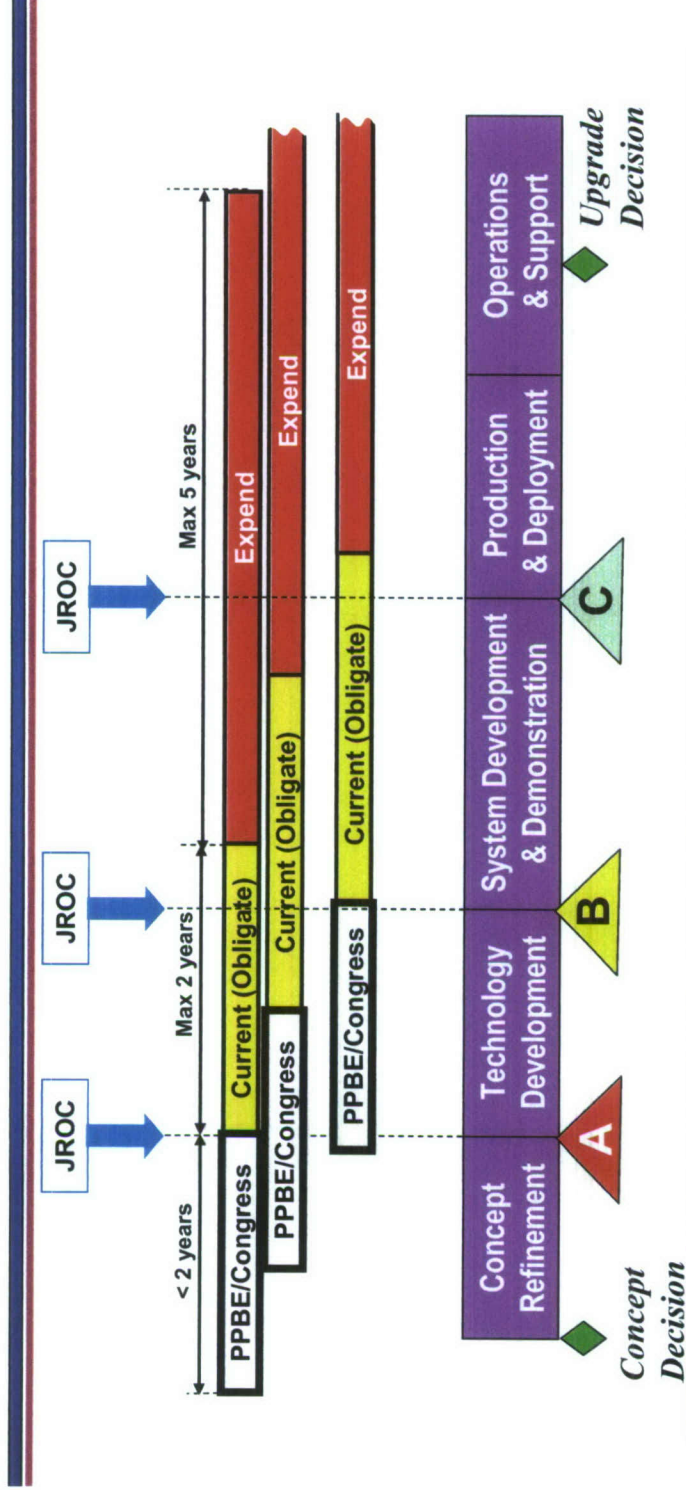 JROC
JROC
JROC
< 2 years
Max 2 years
Max 5 years
PPBE/Congress
Current (Obligate)
Expend
PPBE/Congress
Current (Obligate)
Expend
PPBE/Congress
Current (Obligate)
Expend
Concept
Refinement
Technology
Development
System Development
& Demonstration
Production
& Deployment
Operations
& Support
A
B
C
Concept
Decision
Upgrade
Decision